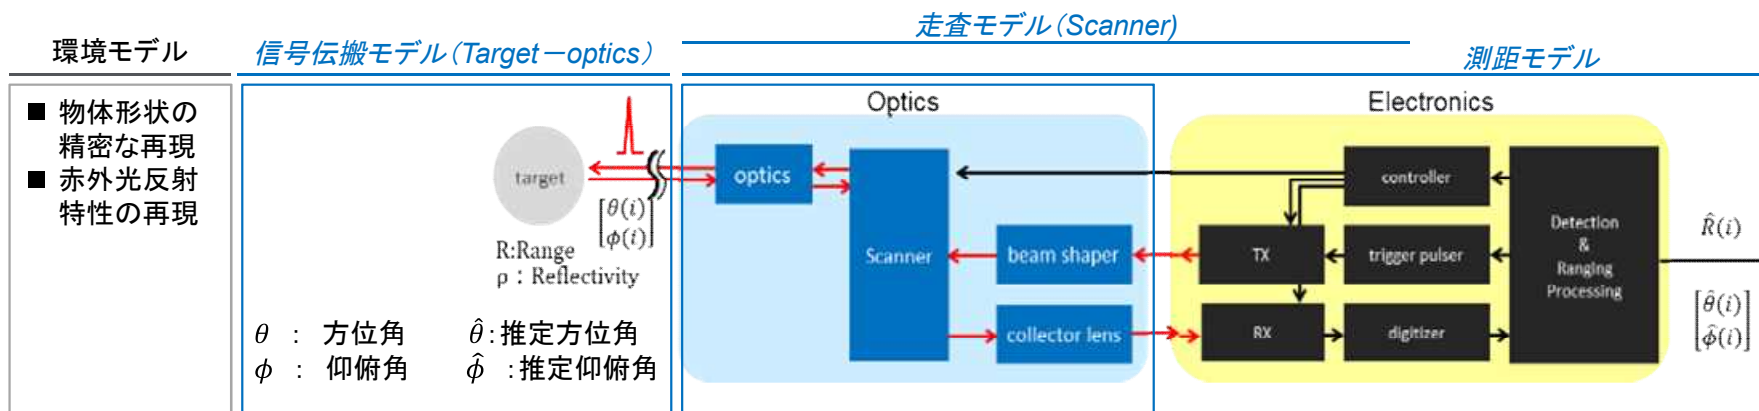 走査モデル(Scanner)
環境モデル
信号伝搬モデル(Target-optics)
測距モデル
■ 物体形状の
精密な再現
■ 赤外光反射
特性の再現
Optics
Electronics
target
optics
Scanner
beam shaper
collector lens
controller
TX
trigger pulser
RX
digitizer
Detection
&
Ranging
Processing
[θ(i)
ϕ(i)]
R:Range
ρ：Reflectivity
θ ： 方位角 θ̂：推定方位角
ϕ ： 仰俯角 ϕ̂ ：推定仰俯角
R̂(i)
[θ̂(i)
ϕ̂(i)]